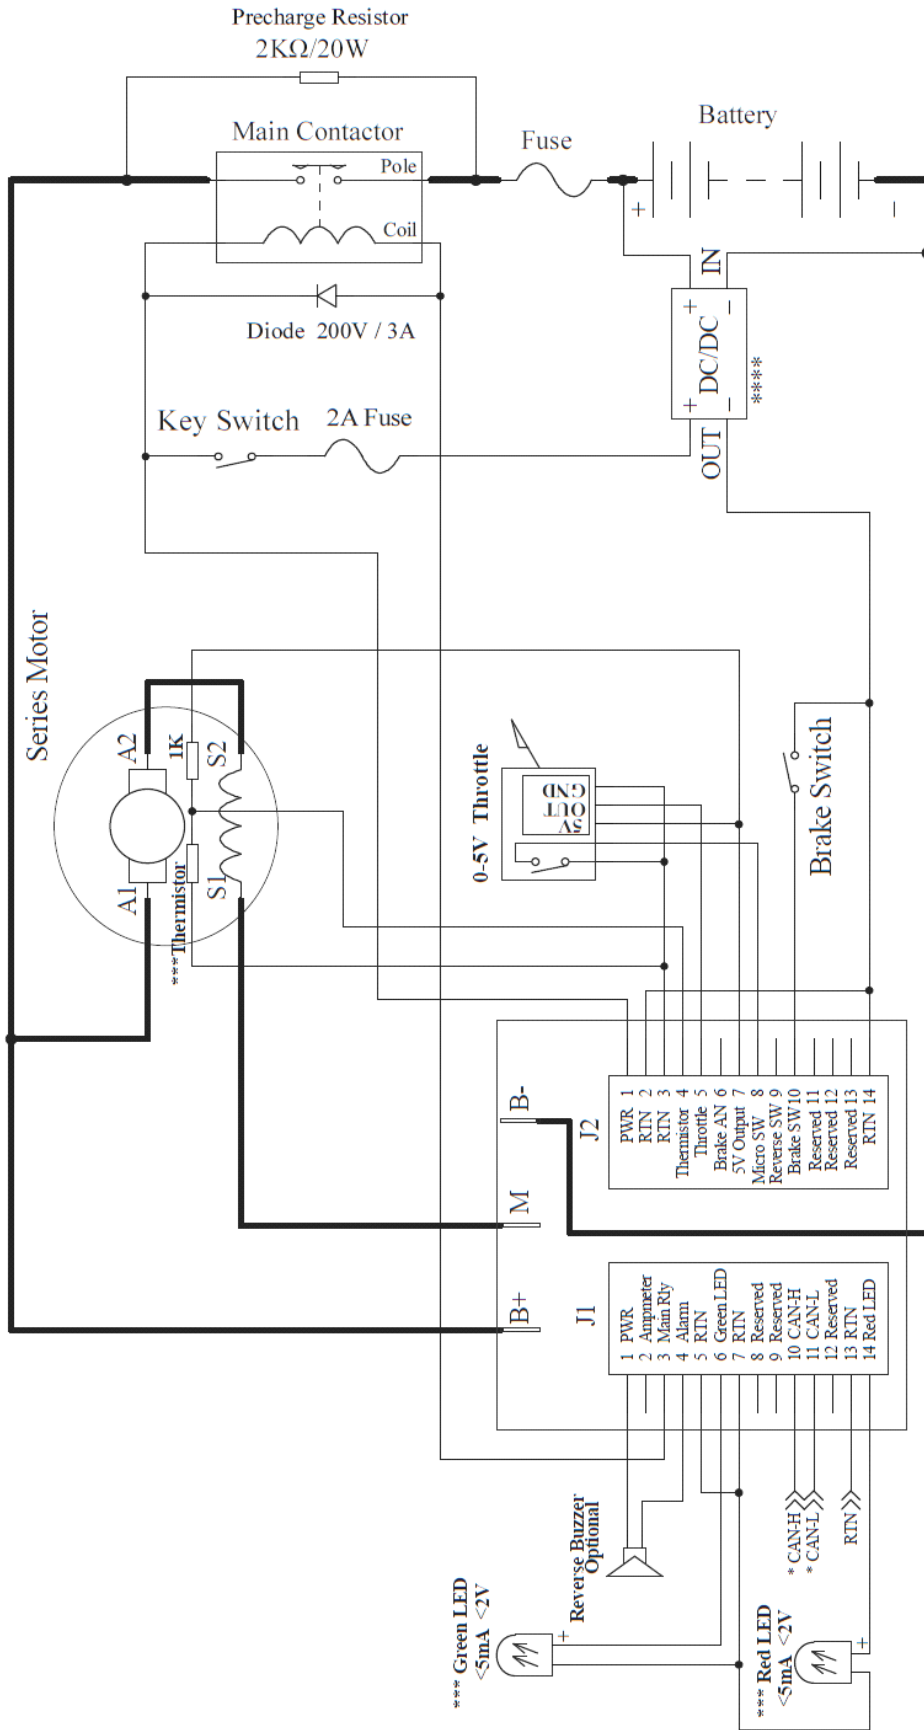 Precharge Resistor
2KΩ/20W
Main Contactor
Pole
Coil
Fuse
Battery
+
−
Diode 200V / 3A
IN
+ −
DC/DC
+ −
OUT
****
Key Switch
2A Fuse
Series Motor
A2
1K
S2
A1
***Thermistor
S1
0-5V Throttle
GND
OUT
5V
Brake Switch
B-
M
B+
J2
PWR 1
RTN 2
RTN 3
Thermistor 4
Throttle 5
Brake AN 6
5V Output 7
Micro SW 8
Reverse SW 9
Brake SW 10
Reserved 11
Reserved 12
Reserved 13
RTN 14
J1
1 PWR
2 Ampmeter
3 Main Rly
4 Alarm
5 RTN
6 Green LED
7 RTN
8 Reserved
9 Reserved
10 CAN-H
11 CAN-L
12 Reserved
13 RTN
14 Red LED
Reverse Buzzer
Optional
* CAN-H
* CAN-L
RTN
*** Green LED
<5mA <2V
+
*** Red LED
<5mA <2V
+